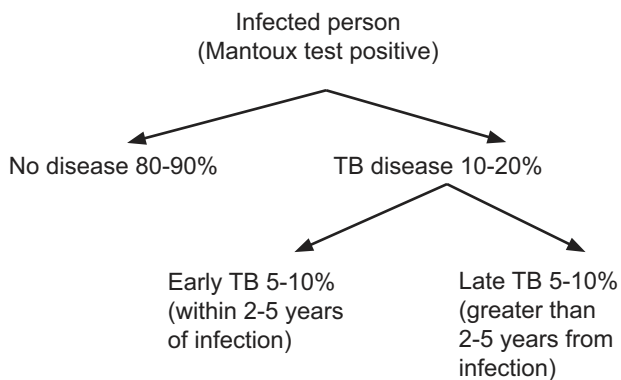 Infected person
(Mantoux test positive)
No disease 80-90%
TB disease 10-20%
Early TB 5-10%
(within 2-5 years
of infection)
Late TB 5-10%
(greater than
2-5 years from
infection)